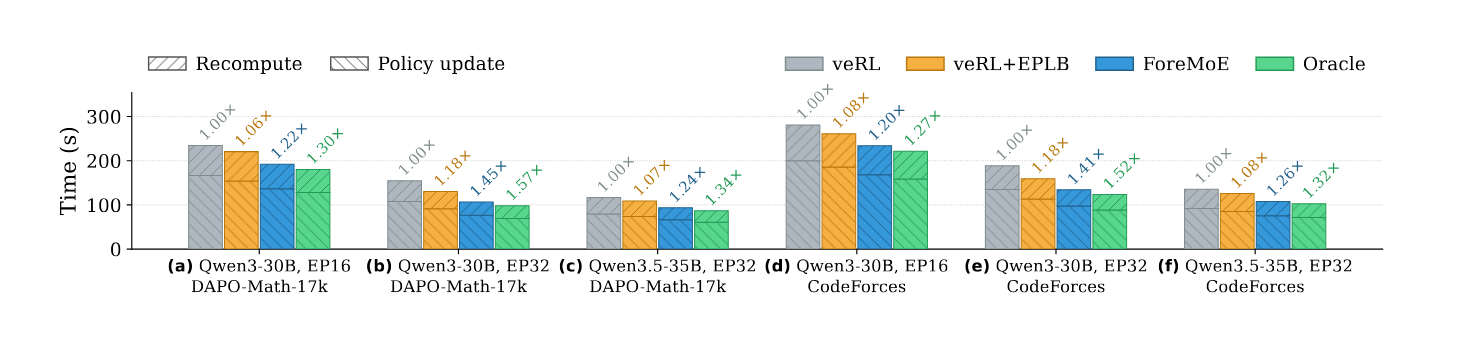 Recompute Policy update veRL veRL+EPLB ForeMoE Oracle
Time (s)
300
200
100
0
1.00× 1.06× 1.22× 1.30×
1.00× 1.18× 1.45× 1.57×
1.00× 1.07× 1.24× 1.34×
1.00× 1.08× 1.20× 1.27×
1.00× 1.18× 1.41× 1.52×
1.00× 1.08× 1.26× 1.32×
(a) Qwen3-30B, EP16
DAPO-Math-17k
(b) Qwen3-30B, EP32
DAPO-Math-17k
(c) Qwen3.5-35B, EP32
DAPO-Math-17k
(d) Qwen3-30B, EP16
CodeForces
(e) Qwen3-30B, EP32
CodeForces
(f) Qwen3.5-35B, EP32
CodeForces